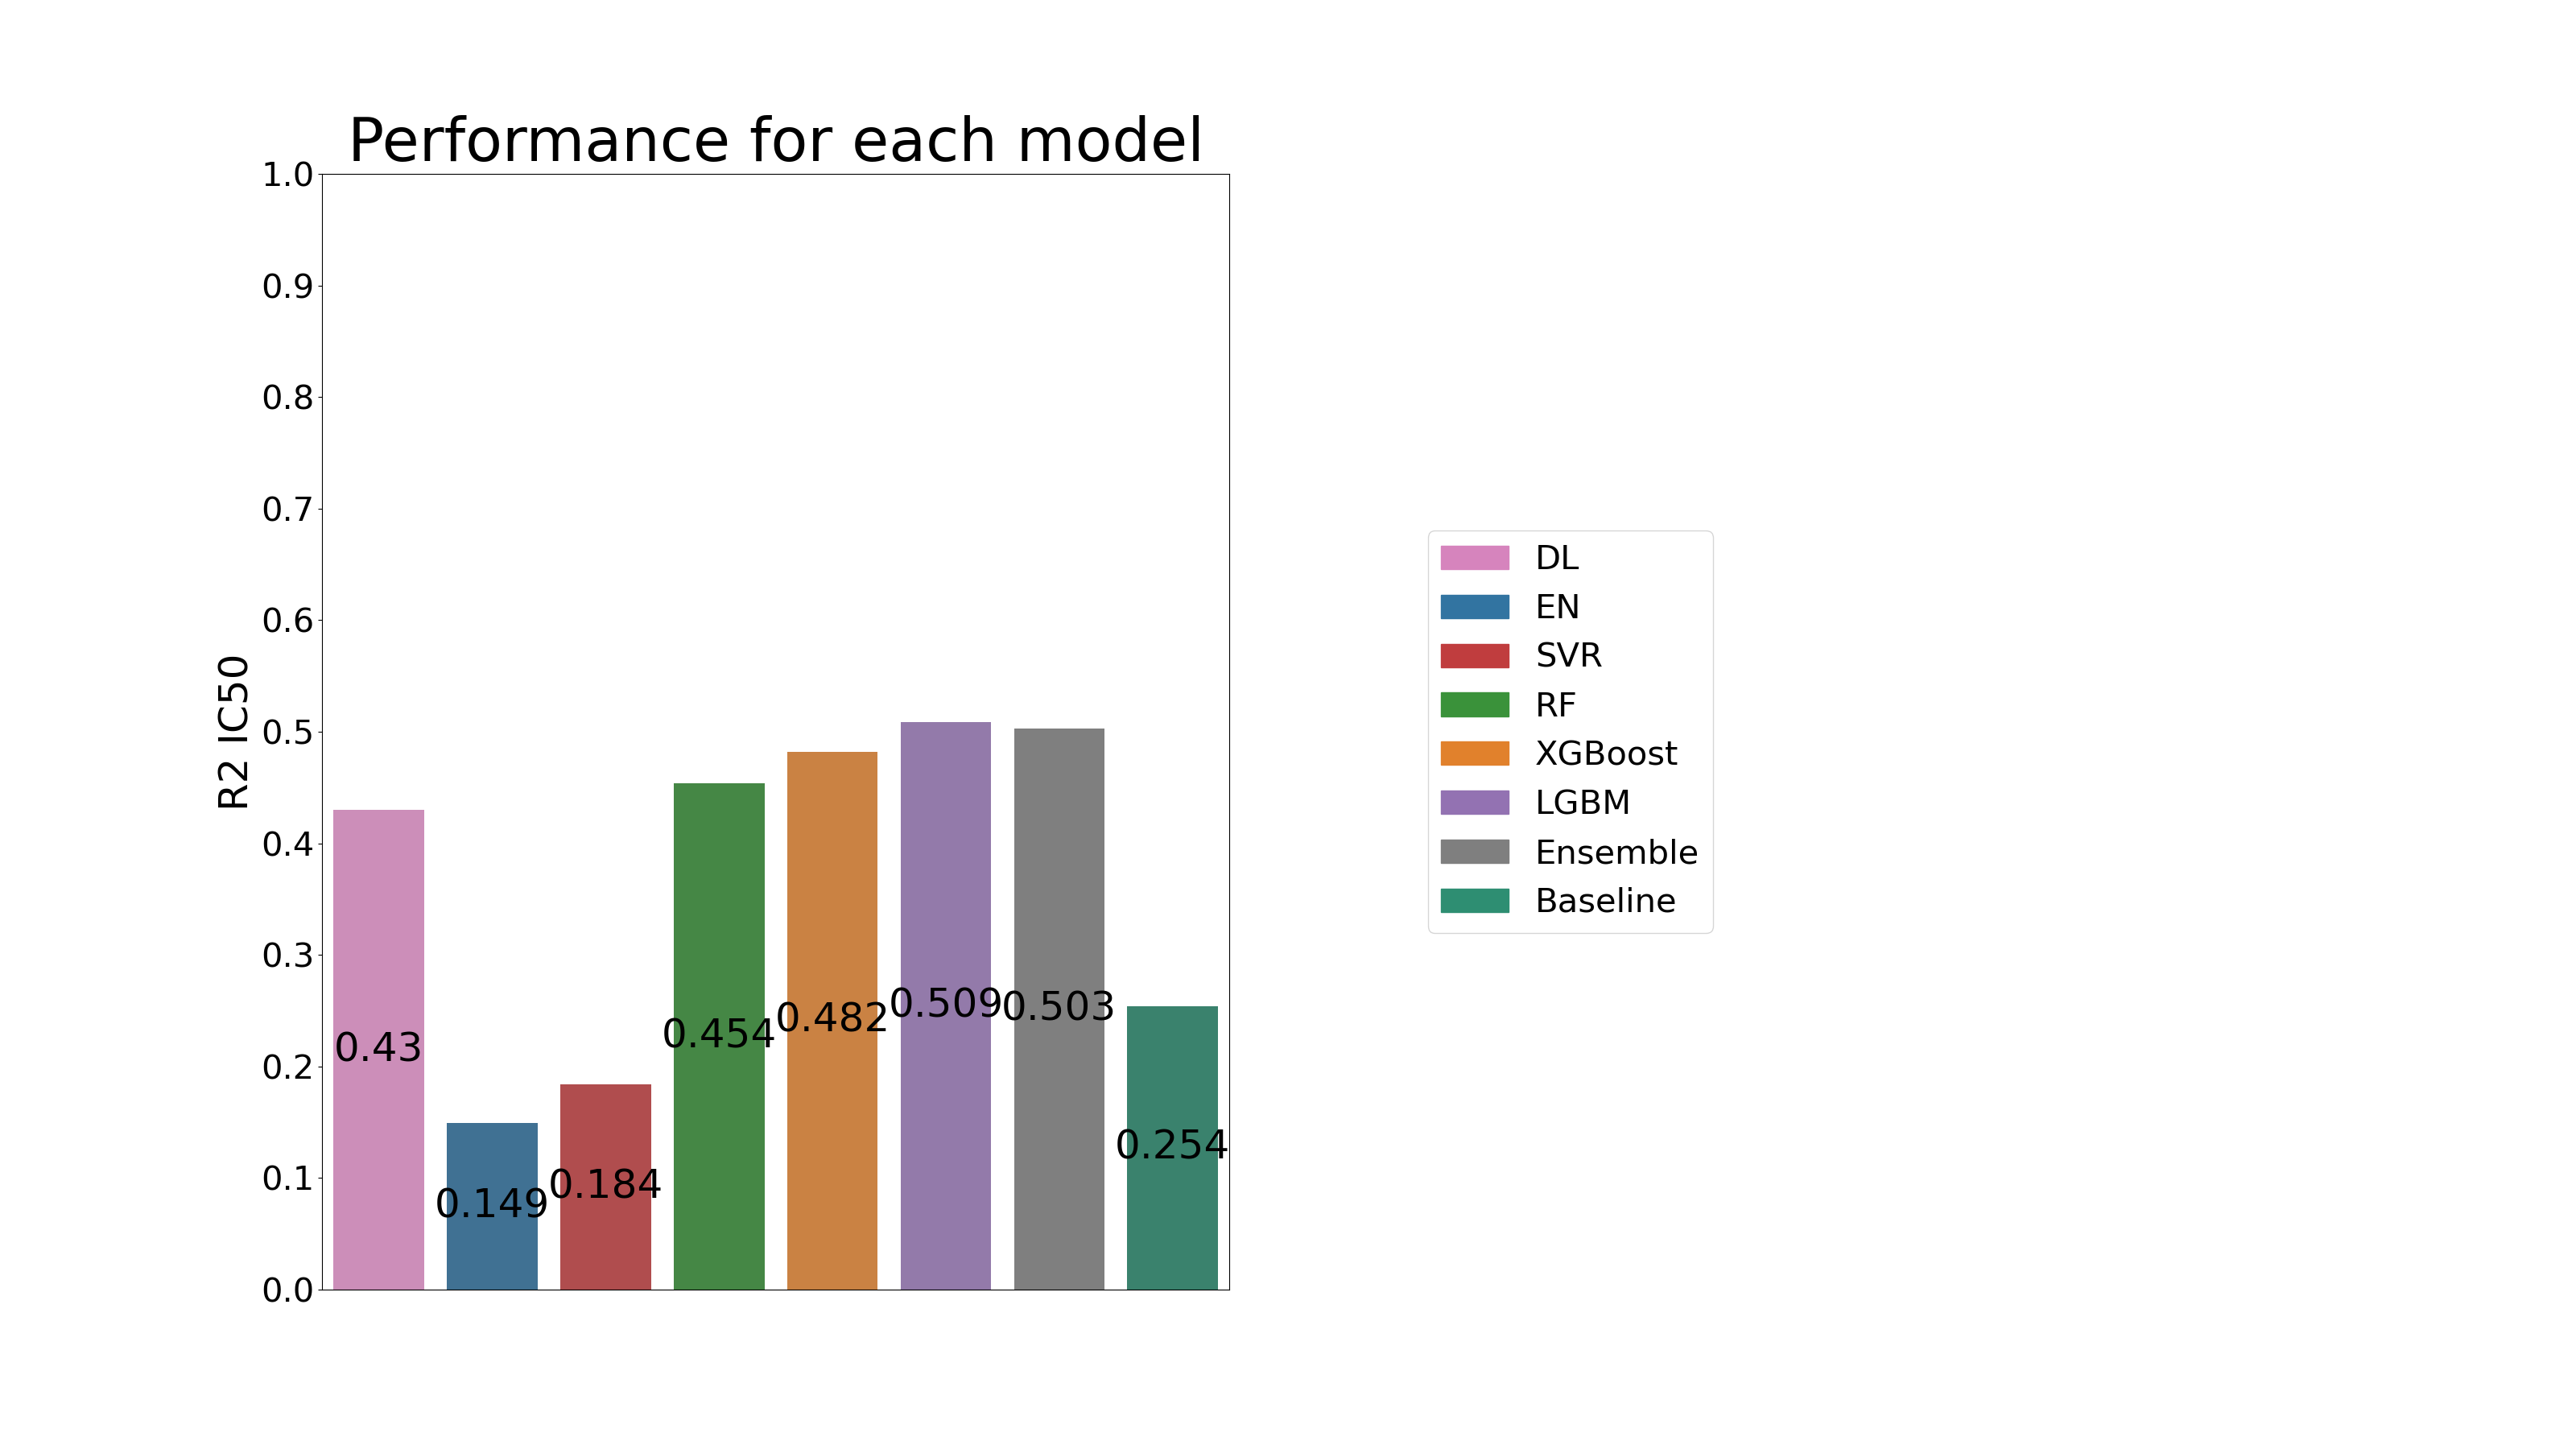 Performance for each model
R2 IC50
1.0
0.9
0.8
0.7
0.6
0.5
0.4
0.3
0.2
0.1
0.0
0.43
0.149
0.184
0.454
0.482
0.509
0.503
0.254
DL
EN
SVR
RF
XGBoost
LGBM
Ensemble
Baseline